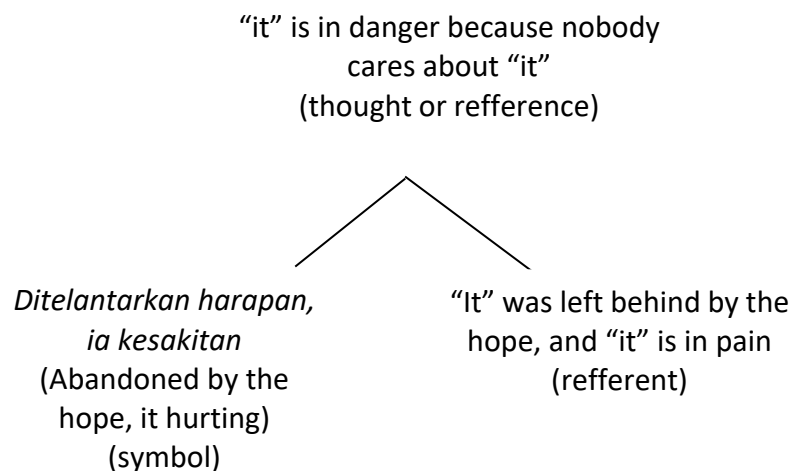 “it” is in danger because nobody
cares about “it”
(thought or refference)
Ditelantarkan harapan,
ia kesakitan
(Abandoned by the
hope, it hurting)
(symbol)
“It” was left behind by the
hope, and “it” is in pain
(refferent)